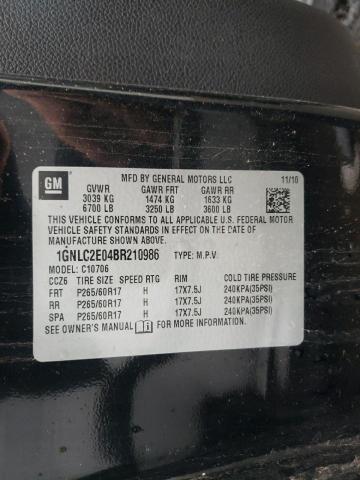 GM
MFD BY GENERAL MOTORS LLC 11/10
GVWR GAWR FRT GAWR RR
3039 KG 1474 KG 1633 KG
6700 LB 3250 LB 3600 LB
THIS VEHICLE CONFORMS TO ALL APPLICABLE U.S. FEDERAL MOTOR
VEHICLE SAFETY STANDARDS IN EFFECT ON THE DATE OF
MANUFACTURE SHOWN ABOVE.
1GNLC2E04BR210986 TYPE: M.P.V.
MODEL: C10706
CCZ6 TIRE SIZE SPEED RTG RIM COLD TIRE PRESSURE
FRT P265/60R17 H 17X7.5J 240KPA(35PSI)
RR P265/60R17 H 17X7.5J 240KPA(35PSI)
SPA P265/60R17 H 17X7.5J 240KPA(35PSI)
SEE OWNER'S MANUAL FOR MORE INFORMATION.